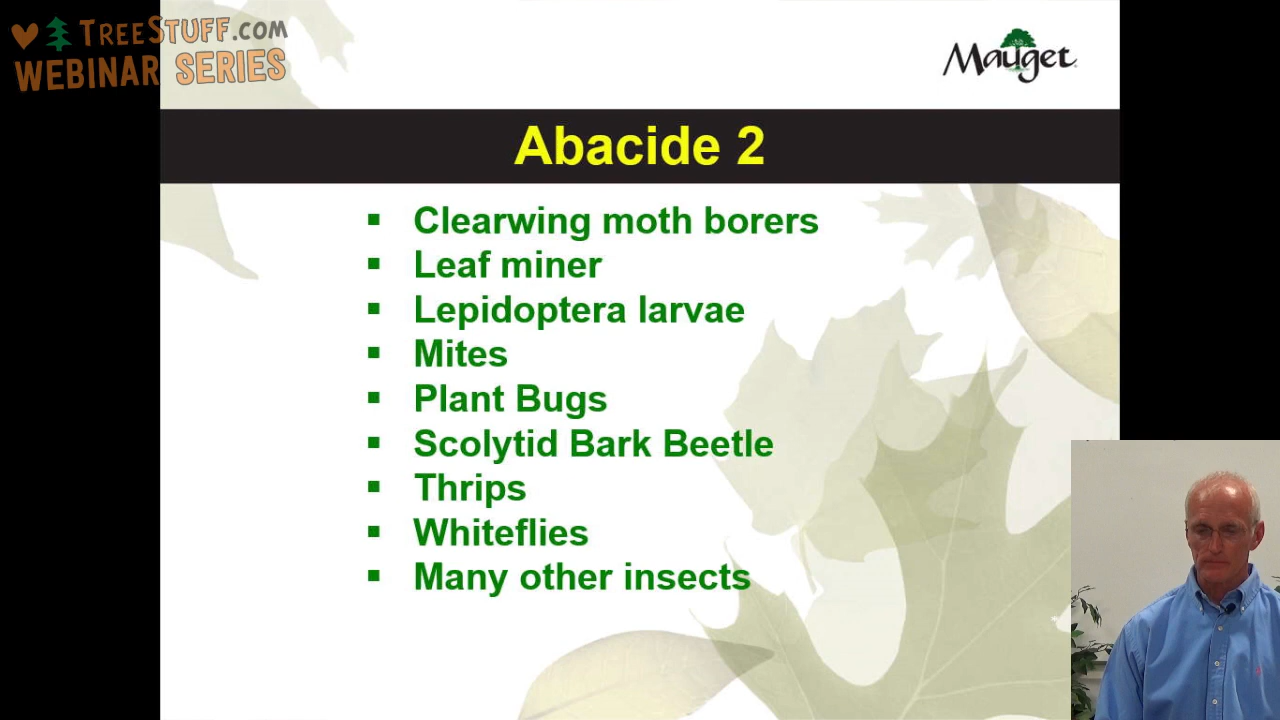 TREESTUFF.COM
WEBINAR SERIES
Mauget
Abacide 2
Clearwing moth borers
Leaf miner
Lepidoptera larvae
Mites
Plant Bugs
Scolytid Bark Beetle
Thrips
Whiteflies
Many other insects